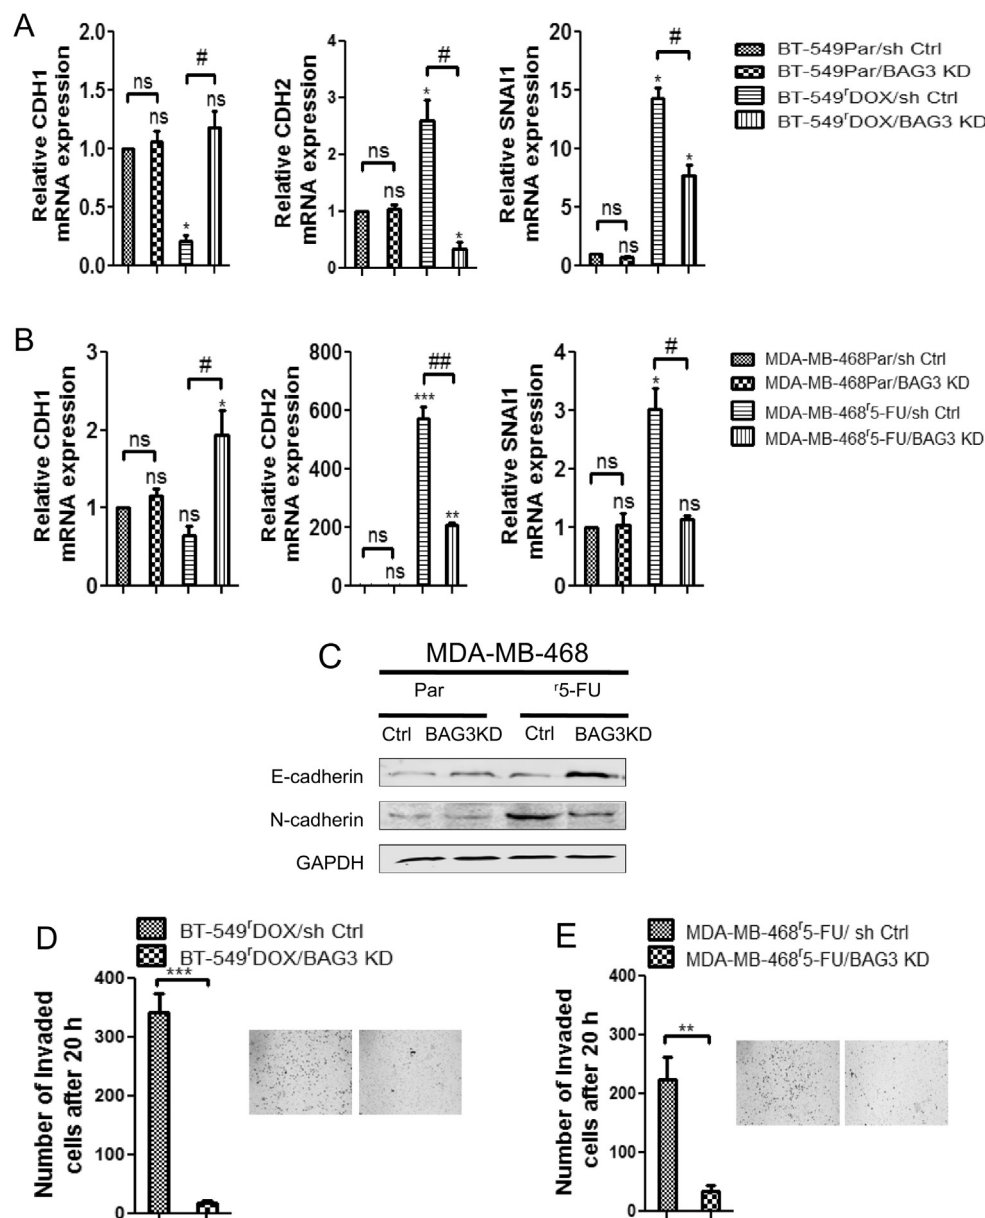 A
Relative CDH1
mRNA expression
2.0
1.5
1.0
0.5
0.0
ns
ns
*
#
ns
Relative CDH2
mRNA expression
4
3
2
1
0
ns
ns
*
#
*
Relative SNAI1
mRNA expression
20
15
10
5
0
ns
ns
*
#
*
BT-549Par/sh Ctrl
BT-549Par/BAG3 KD
BT-549rDOX/sh Ctrl
BT-549rDOX/BAG3 KD
B
Relative CDH1
mRNA expression
3
2
1
0
ns
ns
ns
#
*
Relative CDH2
mRNA expression
800
600
400
200
0
ns
ns
***
##
**
Relative SNAI1
mRNA expression
4
3
2
1
0
ns
ns
*
#
ns
MDA-MB-468Par/sh Ctrl
MDA-MB-468Par/BAG3 KD
MDA-MB-468r5-FU/sh Ctrl
MDA-MB-468r5-FU/BAG3 KD
C
MDA-MB-468
Par r5-FU
Ctrl BAG3KD Ctrl BAG3KD
E-cadherin
N-cadherin
GAPDH
D
BT-549rDOX/sh Ctrl
BT-549rDOX/BAG3 KD
Number of Invaded
cells after 20 h
400
300
200
100
0
***
E
MDA-MB-468r5-FU/ sh Ctrl
MDA-MB-468r5-FU/BAG3 KD
Number of Invaded
cells after 20 h
400
300
200
100
0
**